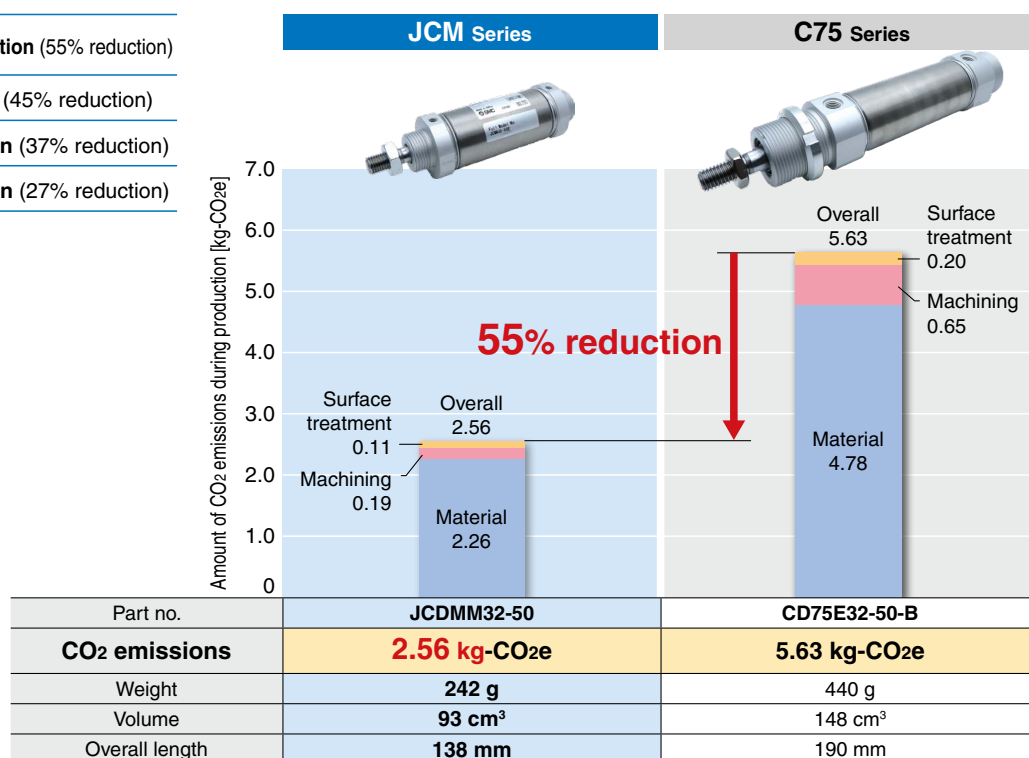 tion (55% reduction)
(45% reduction)
n (37% reduction)
n (27% reduction)
JCM Series
C75 Series
SMC
Amount of CO2 emissions during production [kg-CO2e]
7.0
6.0
5.0
4.0
3.0
2.0
1.0
0
Overall
5.63
Surface
treatment
0.20
Machining
0.65
55% reduction
Surface
treatment
0.11
Overall
2.56
Machining
0.19
Material
2.26
Material
4.78
Part no. JCDMM32-50 CD75E32-50-B
CO2 emissions 2.56 kg-CO2e 5.63 kg-CO2e
Weight 242 g 440 g
Volume 93 cm³ 148 cm³
Overall length 138 mm 190 mm